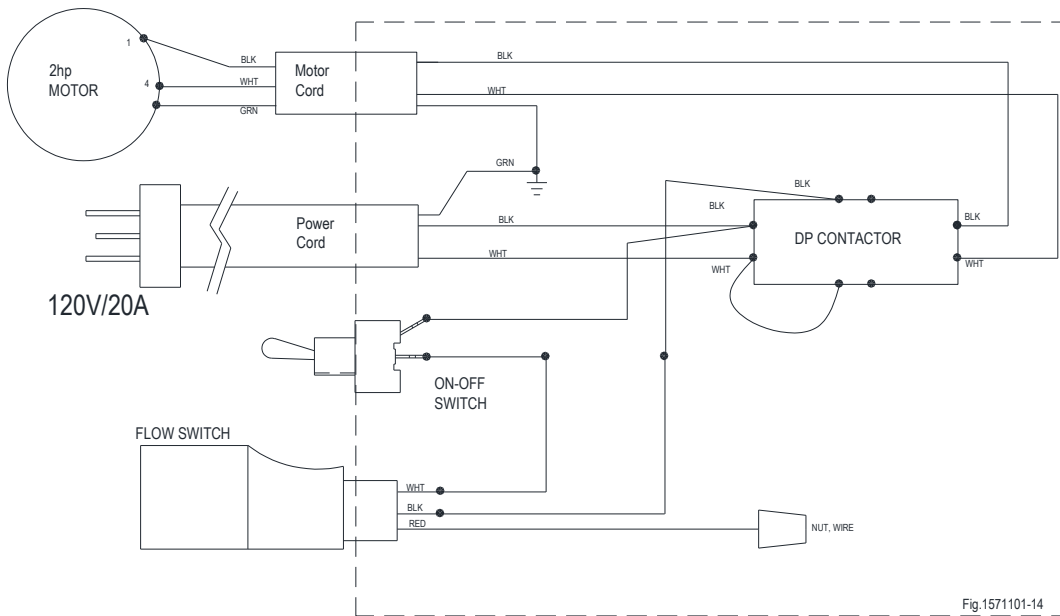 BLK
1
2hp
MOTOR
Motor
Cord
BLK
4
WHT
WHT
GRN
GRN
BLK
BLK
Power
Cord
BLK
BLK
DP CONTACTOR
WHT
WHT
WHT
120V/20A
ON-OFF
SWITCH
FLOW SWITCH
WHT
BLK
RED
NUT, WIRE
Fig.1571101-14